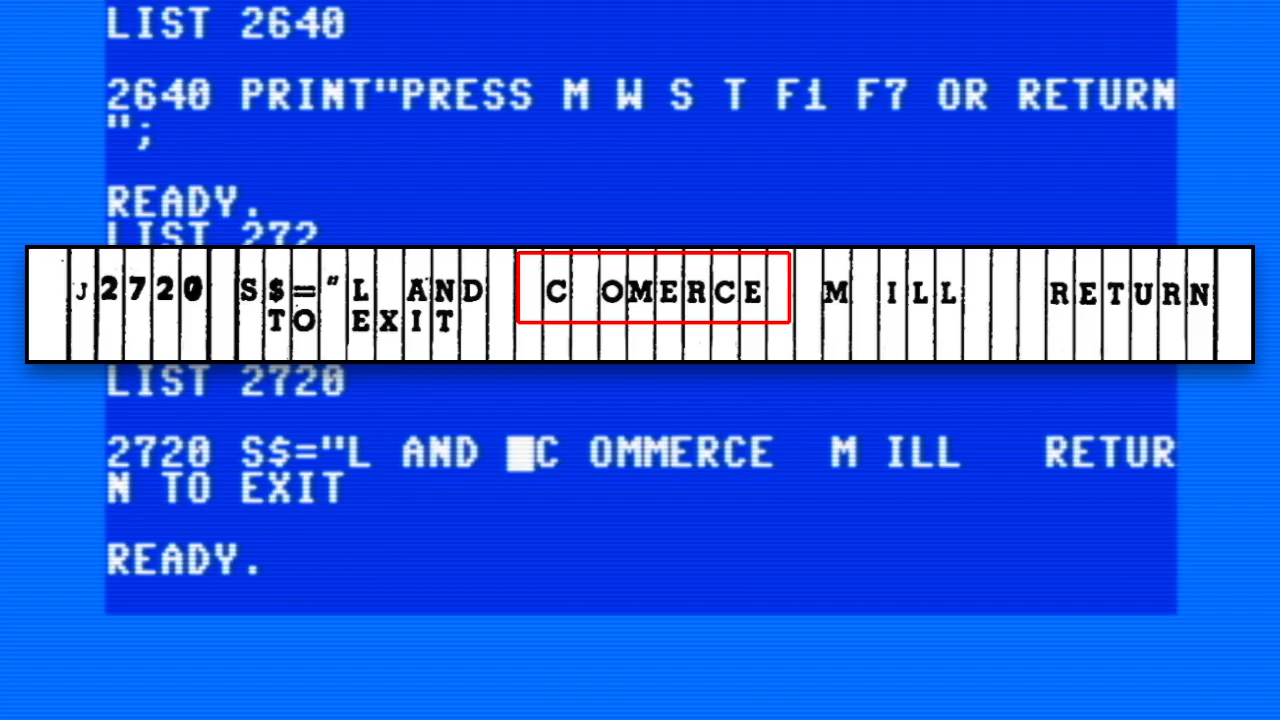 LIST 2640
2640 PRINT"PRESS M W S T F1 F7 OR RETURN
";
READY.
LIST 272
J 2720 S$="L AND C OMERCE M ILL RETURN
TO EXIT
LIST 2720
2720 S$="L AND C OMMERCE M ILL RETUR
N TO EXIT
READY.